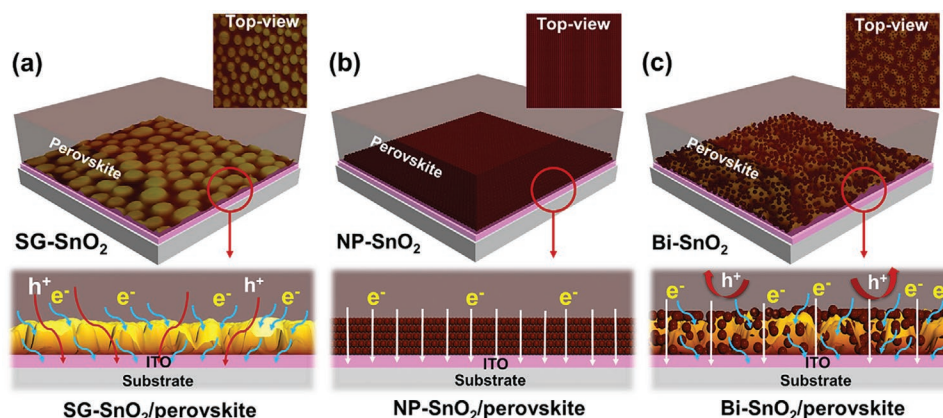 (a)
Top-view
Perovskite
SG-SnO₂
h⁺
e⁻
e⁻
e⁻
h⁺
e⁻
ITO
Substrate
SG-SnO₂/perovskite
(b)
Top-view
Perovskite
NP-SnO₂
e⁻
e⁻
e⁻
ITO
Substrate
NP-SnO₂/perovskite
(c)
Top-view
Perovskite
Bi-SnO₂
e⁻
h⁺
e⁻
e⁻
h⁺
e⁻
ITO
Substrate
Bi-SnO₂/perovskite